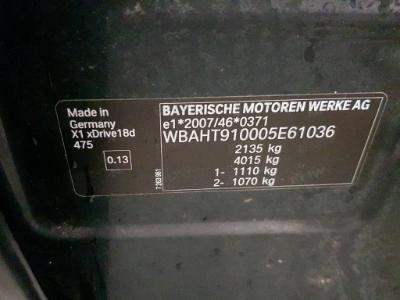 Made in
Germany
X1 xDrive18d
475
0.13
BAYERISCHE MOTOREN WERKE AG
e1*2007/46*0371
WBAHT910005E61036
2135 kg
4015 kg
1- 1110 kg
2- 1070 kg